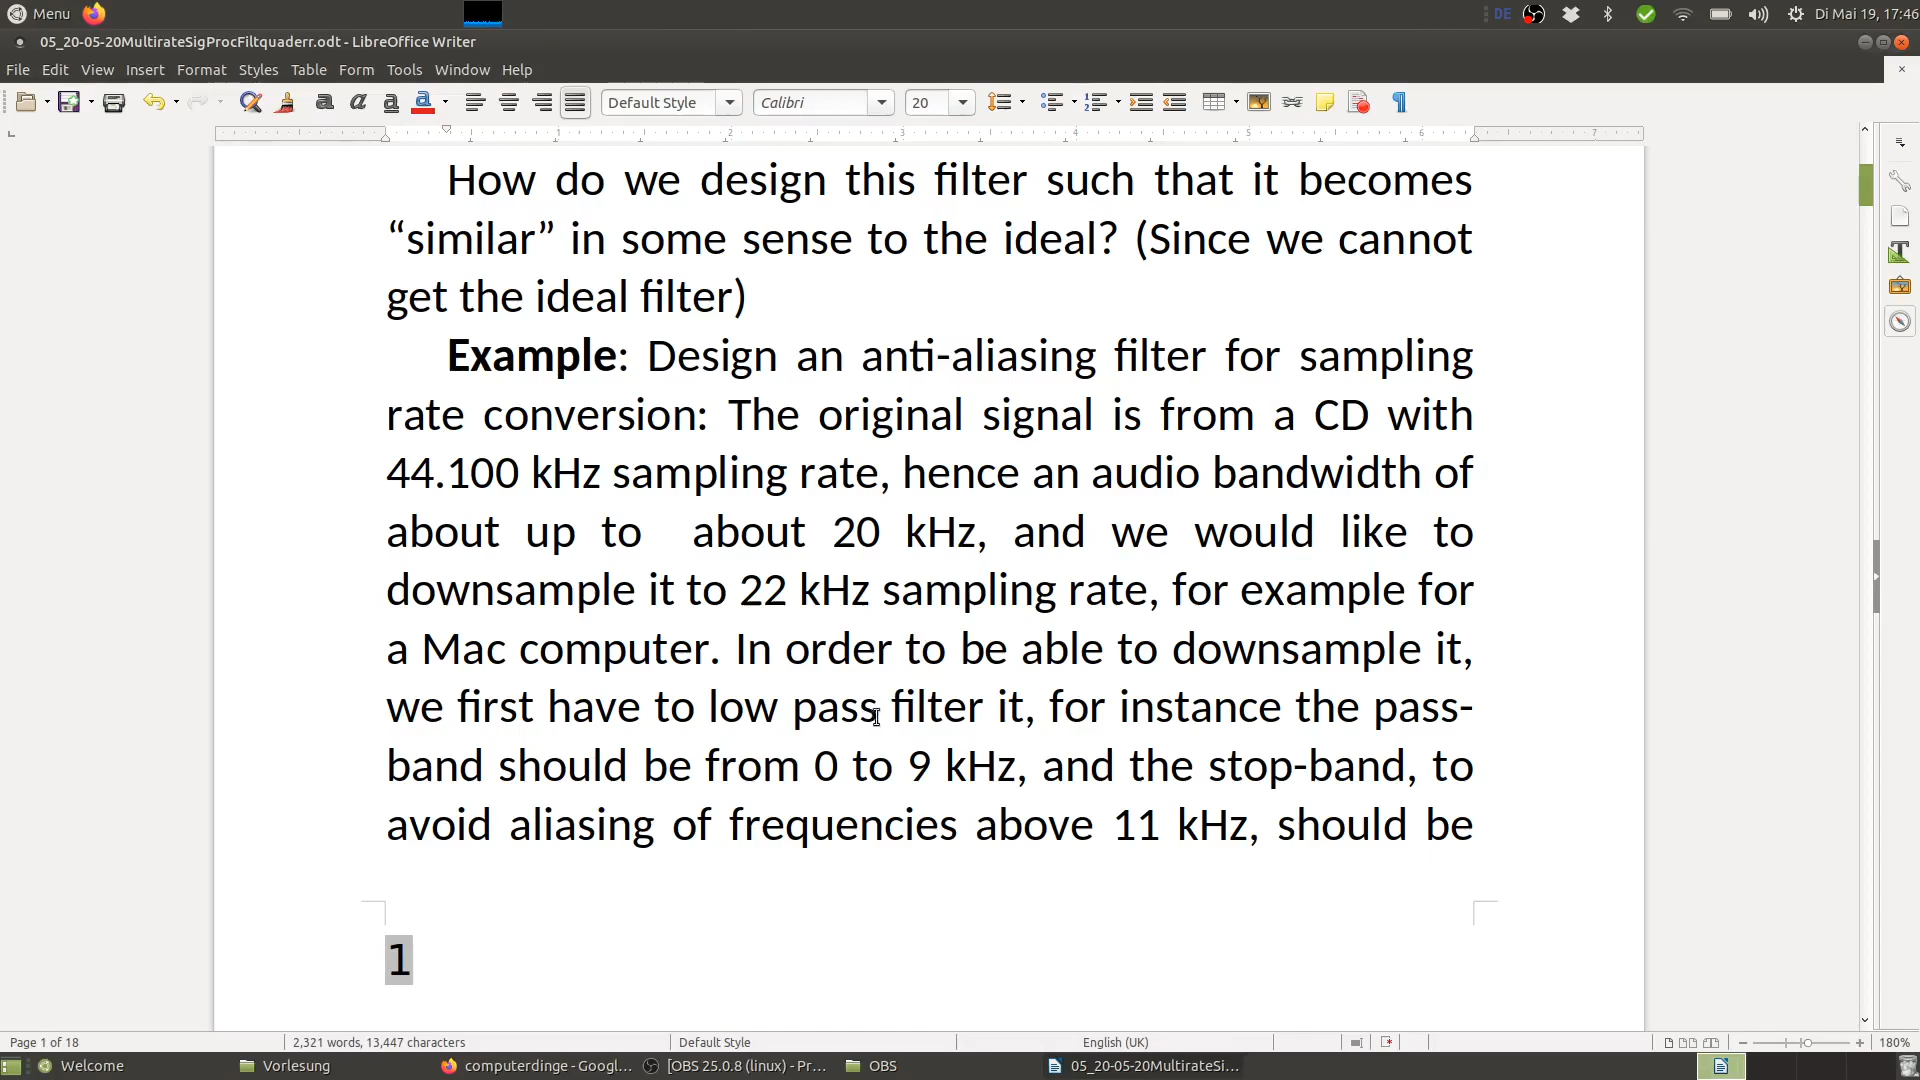 Menu
DE
Di Mai 19, 17:46
05_20-05-20MultirateSigProcFiltquaderr.odt - LibreOffice Writer
File Edit View Insert Format Styles Table Form Tools Window Help
Default Style Calibri 20
1 2 3 4 5 6 7
How do we design this filter such that it becomes
“similar” in some sense to the ideal? (Since we cannot
get the ideal filter)
Example: Design an anti-aliasing filter for sampling
rate conversion: The original signal is from a CD with
44.100 kHz sampling rate, hence an audio bandwidth of
about up to about 20 kHz, and we would like to
downsample it to 22 kHz sampling rate, for example for
a Mac computer. In order to be able to downsample it,
we first have to low pass filter it, for instance the pass-
band should be from 0 to 9 kHz, and the stop-band, to
avoid aliasing of frequencies above 11 kHz, should be
1
Page 1 of 18 2,321 words, 13,447 characters Default Style English (UK) 180%
Welcome Vorlesung computerdinge - Googl... [OBS 25.0.8 (linux) - Pr... OBS 05_20-05-20MultirateSi...